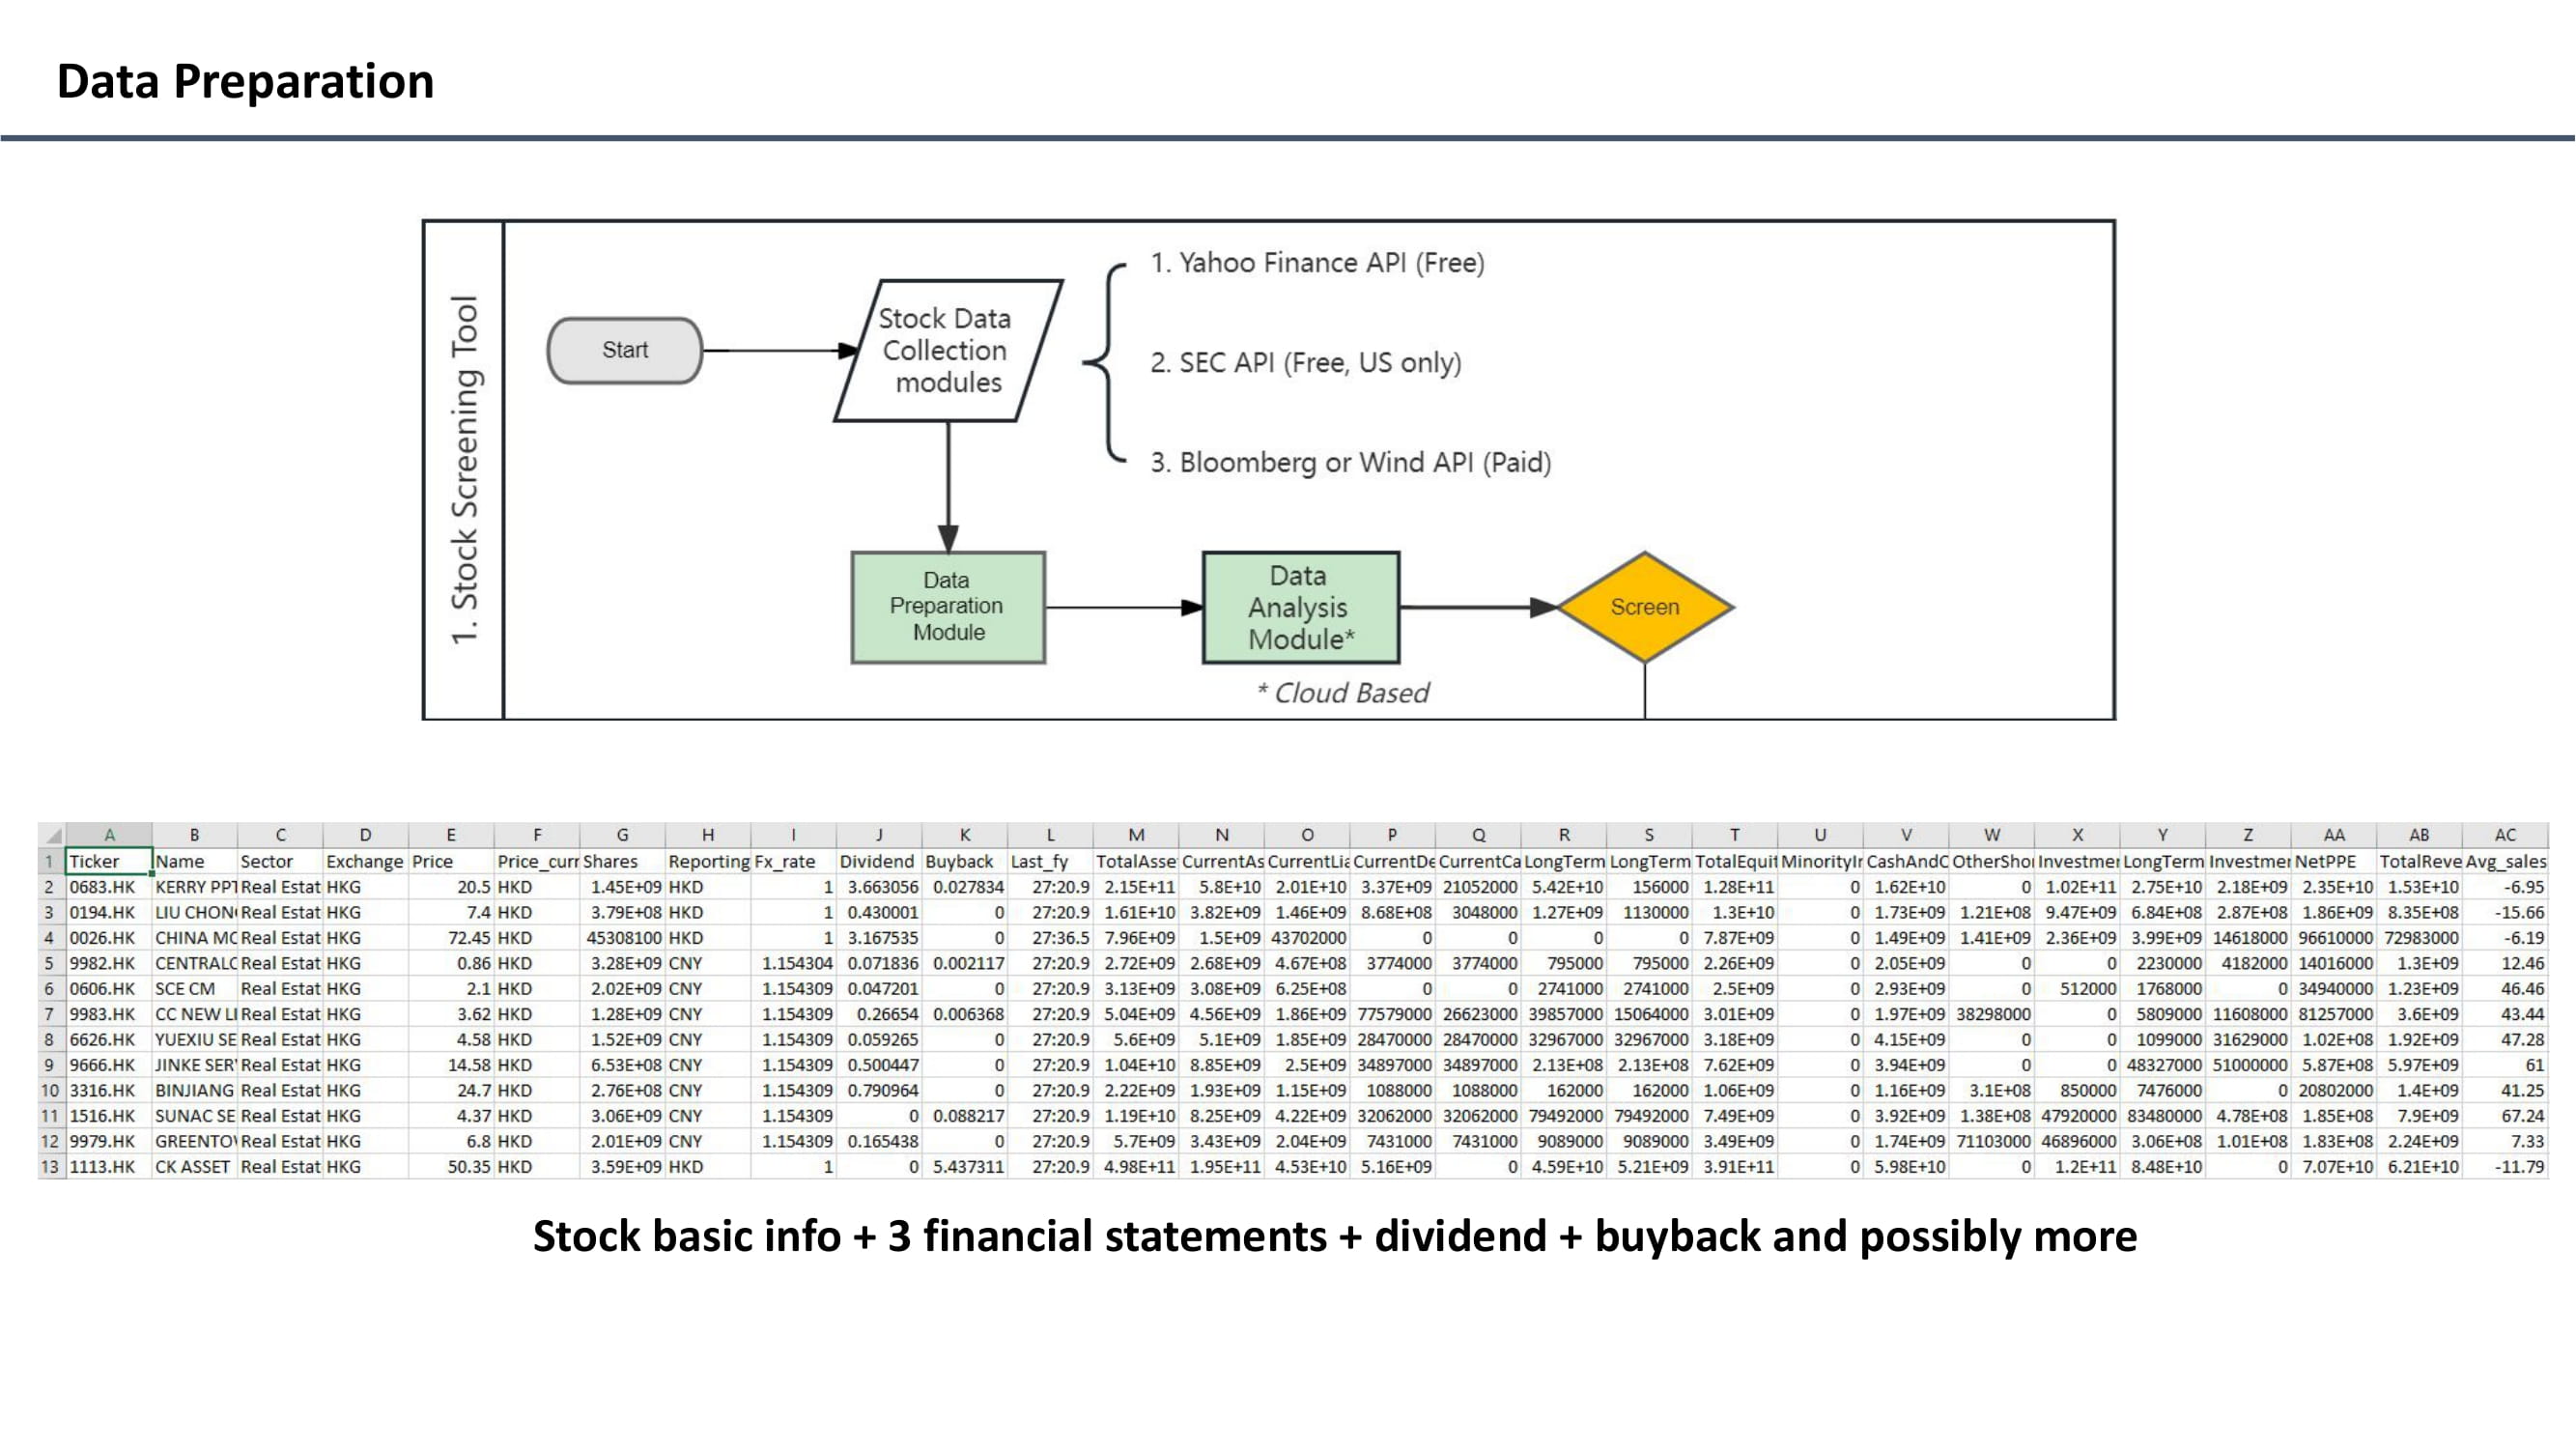 Data Preparation
1. Stock Screening Tool
Start
Stock Data
Collection
modules
1. Yahoo Finance API (Free)
2. SEC API (Free, US only)
3. Bloomberg or Wind API (Paid)
Data
Preparation
Module
Data
Analysis
Module*
* Cloud Based
Screen
A B C D E F G H I J K L M N O P Q R S T U V W X Y Z AA AB AC
1 Ticker Name Sector Exchange Price Price_curr Shares Reporting Fx_rate Dividend Buyback Last_fy TotalAsse CurrentAs CurrentLia CurrentDe CurrentCa LongTerm LongTerm TotalEquit MinorityIr CashAndC OtherShor Investmer LongTerm Investmer NetPPE TotalReve Avg_sales
2 0683.HK KERRY PPT Real Estat HKG 20.5 HKD 1.45E+09 HKD 1 3.663056 0.027834 27:20.9 2.15E+11 5.8E+10 2.01E+10 3.37E+09 21052000 5.42E+10 156000 1.28E+11 0 1.62E+10 0 1.02E+11 2.75E+10 2.18E+09 2.35E+10 1.53E+10 -6.95
3 0194.HK LIU CHON Real Estat HKG 7.4 HKD 3.79E+08 HKD 1 0.430001 0 27:20.9 1.61E+10 3.82E+09 1.46E+09 8.68E+08 3048000 1.27E+09 1130000 1.3E+10 0 1.73E+09 1.21E+08 9.47E+09 6.84E+08 2.87E+08 1.86E+09 8.35E+08 -15.66
4 0026.HK CHINA MC Real Estat HKG 72.45 HKD 45308100 HKD 1 3.167535 0 27:36.5 7.96E+09 1.5E+09 43702000 0 0 0 0 7.87E+09 0 1.49E+09 1.41E+09 2.36E+09 3.99E+09 14618000 96610000 72983000 -6.19
5 9982.HK CENTRALC Real Estat HKG 0.86 HKD 3.28E+09 CNY 1.154304 0.071836 0.002117 27:20.9 2.72E+09 2.68E+09 4.67E+08 3774000 3774000 795000 795000 2.26E+09 0 2.05E+09 0 0 2230000 4182000 14016000 1.3E+09 12.46
6 0606.HK SCE CM Real Estat HKG 2.1 HKD 2.02E+09 CNY 1.154309 0.047201 0 27:20.9 3.13E+09 3.08E+09 6.25E+08 0 0 2741000 2741000 2.5E+09 0 2.93E+09 0 512000 1768000 0 34940000 1.23E+09 46.46
7 9983.HK CC NEW LI Real Estat HKG 3.62 HKD 1.28E+09 CNY 1.154309 0.26654 0.006368 27:20.9 5.04E+09 4.56E+09 1.86E+09 77579000 26623000 39857000 15064000 3.01E+09 0 1.97E+09 38298000 0 5809000 11608000 81257000 3.6E+09 43.44
8 6626.HK YUEXIU SE Real Estat HKG 4.58 HKD 1.52E+09 CNY 1.154309 0.059265 0 27:20.9 5.6E+09 5.1E+09 1.85E+09 28470000 28470000 32967000 32967000 3.18E+09 0 4.15E+09 0 0 1099000 31629000 1.02E+08 1.92E+09 47.28
9 9666.HK JINKE SER' Real Estat HKG 14.58 HKD 6.53E+08 CNY 1.154309 0.500447 0 27:20.9 1.04E+10 8.85E+09 2.5E+09 34897000 34897000 2.13E+08 2.13E+08 7.62E+09 0 3.94E+09 0 0 48327000 51000000 5.87E+08 5.97E+09 61
10 3316.HK BINJIANG Real Estat HKG 24.7 HKD 2.76E+08 CNY 1.154309 0.790964 0 27:20.9 2.22E+09 1.93E+09 1.15E+09 1088000 1088000 162000 162000 1.06E+09 0 1.16E+09 3.1E+08 850000 7476000 0 20802000 1.4E+09 41.25
11 1516.HK SUNAC SE Real Estat HKG 4.37 HKD 3.06E+09 CNY 1.154309 0 0.088217 27:20.9 1.19E+10 8.25E+09 4.22E+09 32062000 32062000 79492000 79492000 7.49E+09 0 3.92E+09 1.38E+08 47920000 83480000 4.78E+08 1.85E+08 7.9E+09 67.24
12 9979.HK GREENTO Real Estat HKG 6.8 HKD 2.01E+09 CNY 1.154309 0.165438 0 27:20.9 5.7E+09 3.43E+09 2.04E+09 7431000 7431000 9089000 9089000 3.49E+09 0 1.74E+09 71103000 46896000 3.06E+08 1.01E+08 1.83E+08 2.24E+09 7.33
13 1113.HK CK ASSET Real Estat HKG 50.35 HKD 3.59E+09 HKD 1 0 5.437311 27:20.9 4.98E+11 1.95E+11 4.53E+10 5.16E+09 0 4.59E+10 5.21E+09 3.91E+11 0 5.98E+10 0 1.2E+11 8.48E+10 0 7.07E+10 6.21E+10 -11.79
Stock basic info + 3 financial statements + dividend + buyback and possibly more